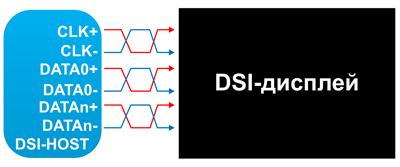 CLK+
CLK-
DATA0+
DATA0-
DATAn+
DATAn-
DSI-HOST
DSI-дисплей